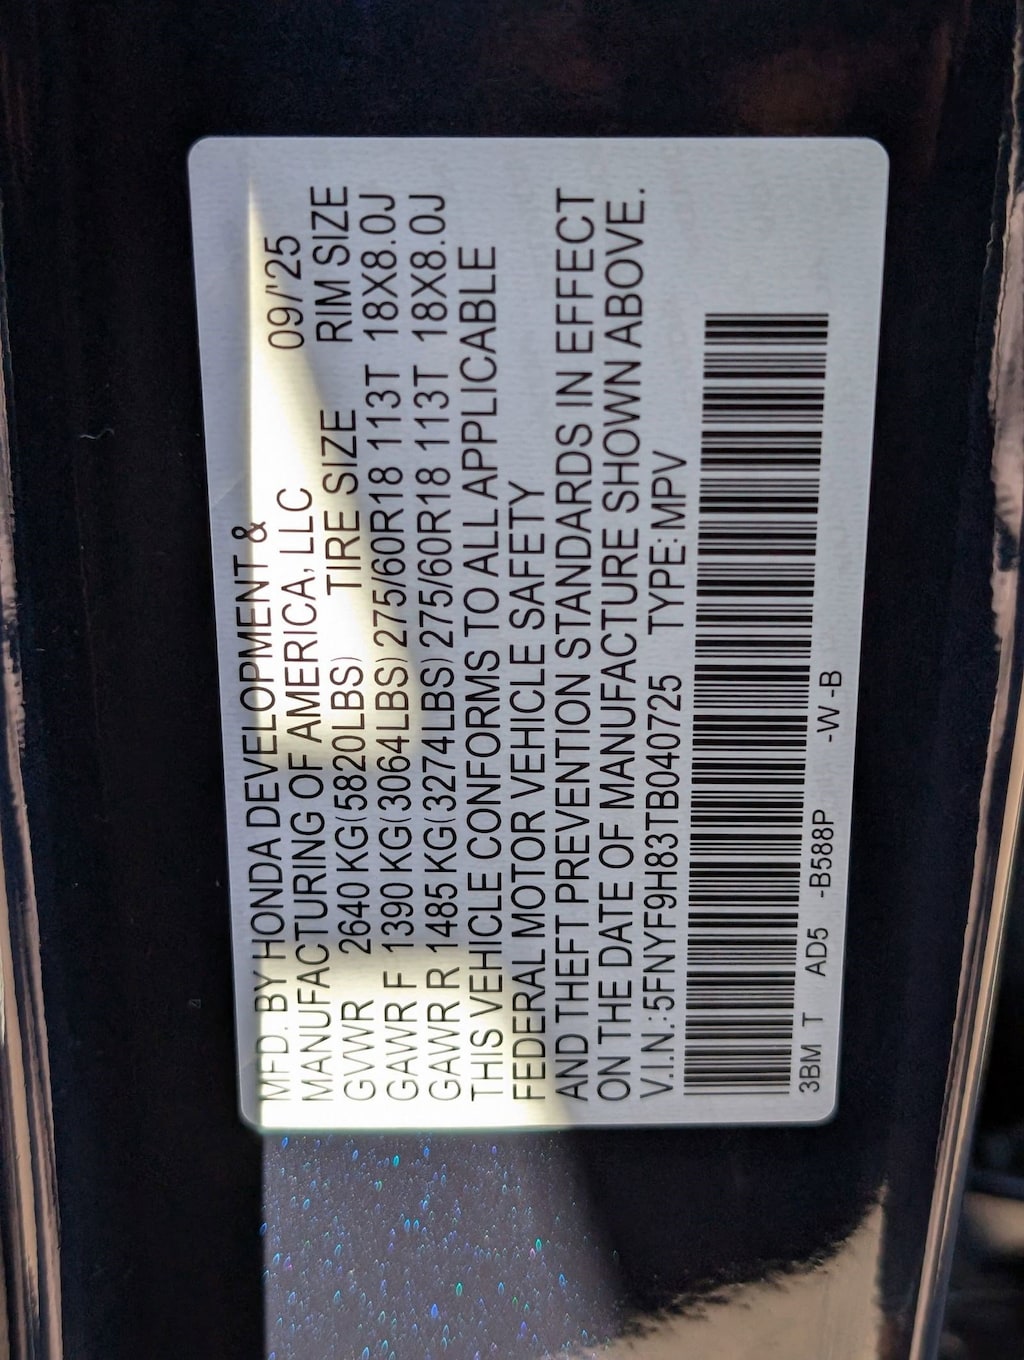 MFD. BY HONDA DEVELOPMENT &
MANUFACTURING OF AMERICA, LLC 09/'25
GVWR 2640 KG(5820LBS) TIRE SIZE RIM SIZE
GAWR F 1390 KG(3064LBS) 275/60R18 113T 18X8.0J
GAWR R 1485 KG(3274LBS) 275/60R18 113T 18X8.0J
THIS VEHICLE CONFORMS TO ALL APPLICABLE
FEDERAL MOTOR VEHICLE SAFETY
AND THEFT PREVENTION STANDARDS IN EFFECT
ON THE DATE OF MANUFACTURE SHOWN ABOVE.
V.I.N.: 5FNYF9H83TB040725 TYPE:MPV
3BM T AD5 -B588P -W -B